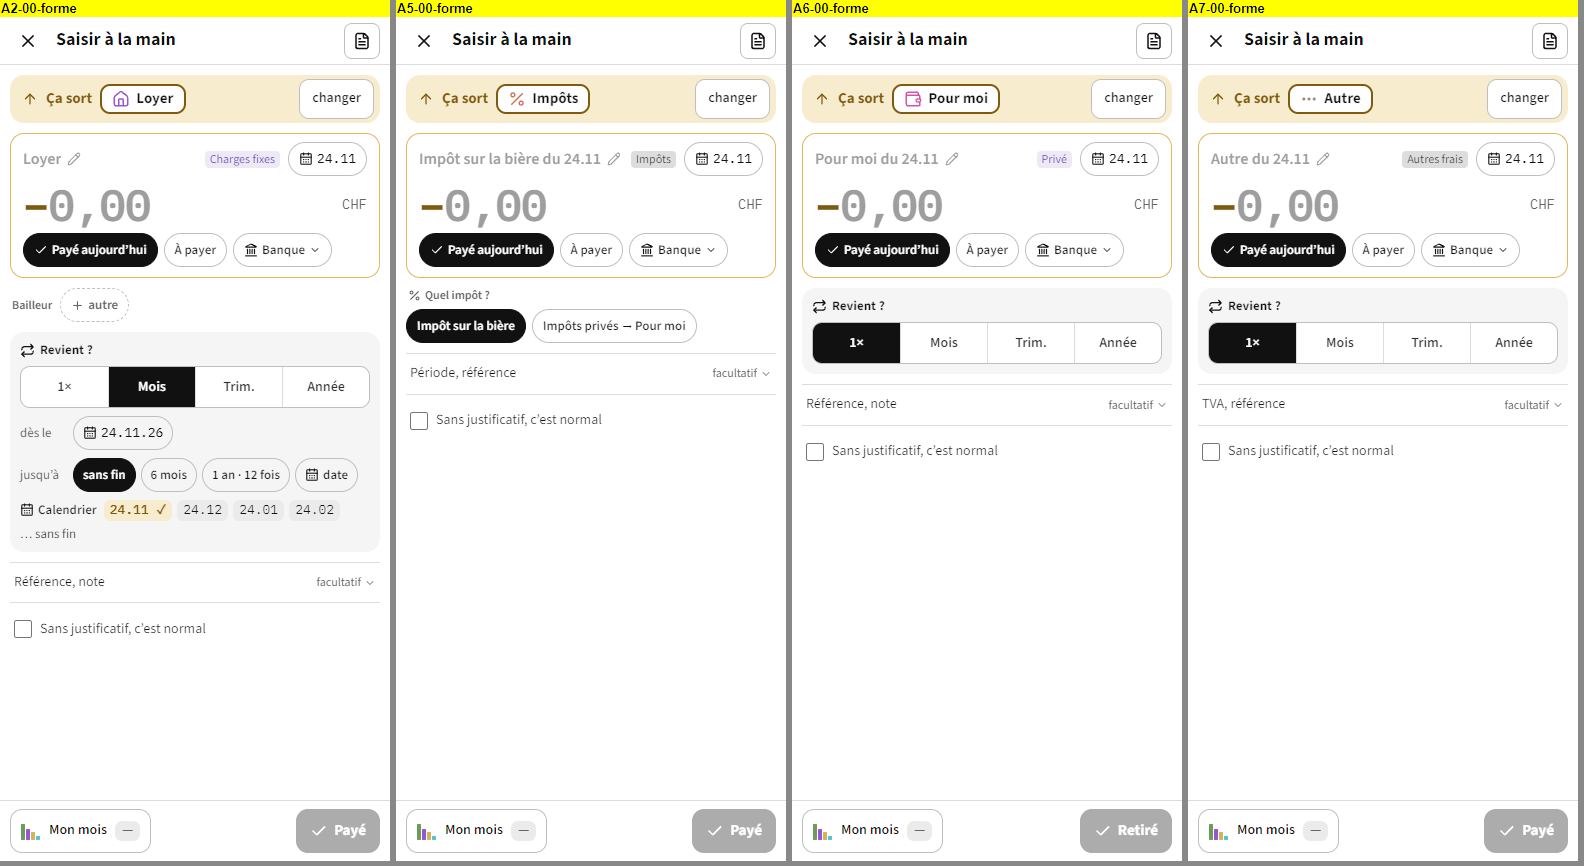 A2-00-forme
Saisir à la main
Ça sort Loyer changer
Loyer Charges fixes 24.11
−0,00 CHF
Payé aujourd’hui À payer Banque
Bailleur + autre
Revient ?
1× Mois Trim. Année
dès le 24.11.26
jusqu’à sans fin 6 mois 1 an · 12 fois date
Calendrier 24.11 ✓ 24.12 24.01 24.02
… sans fin
Référence, note facultatif
Sans justificatif, c’est normal
Mon mois — Payé
A5-00-forme
Saisir à la main
Ça sort Impôts changer
Impôt sur la bière du 24.11 Impôts 24.11
−0,00 CHF
Payé aujourd’hui À payer Banque
Quel impôt ?
Impôt sur la bière Impôts privés → Pour moi
Période, référence facultatif
Sans justificatif, c’est normal
Mon mois — Payé
A6-00-forme
Saisir à la main
Ça sort Pour moi changer
Pour moi du 24.11 Privé 24.11
−0,00 CHF
Payé aujourd’hui À payer Banque
Revient ?
1× Mois Trim. Année
Référence, note facultatif
Sans justificatif, c’est normal
Mon mois — Retiré
A7-00-forme
Saisir à la main
Ça sort Autre changer
Autre du 24.11 Autres frais 24.11
−0,00 CHF
Payé aujourd’hui À payer Banque
Revient ?
1× Mois Trim. Année
TVA, référence facultatif
Sans justificatif, c’est normal
Mon mois — Payé